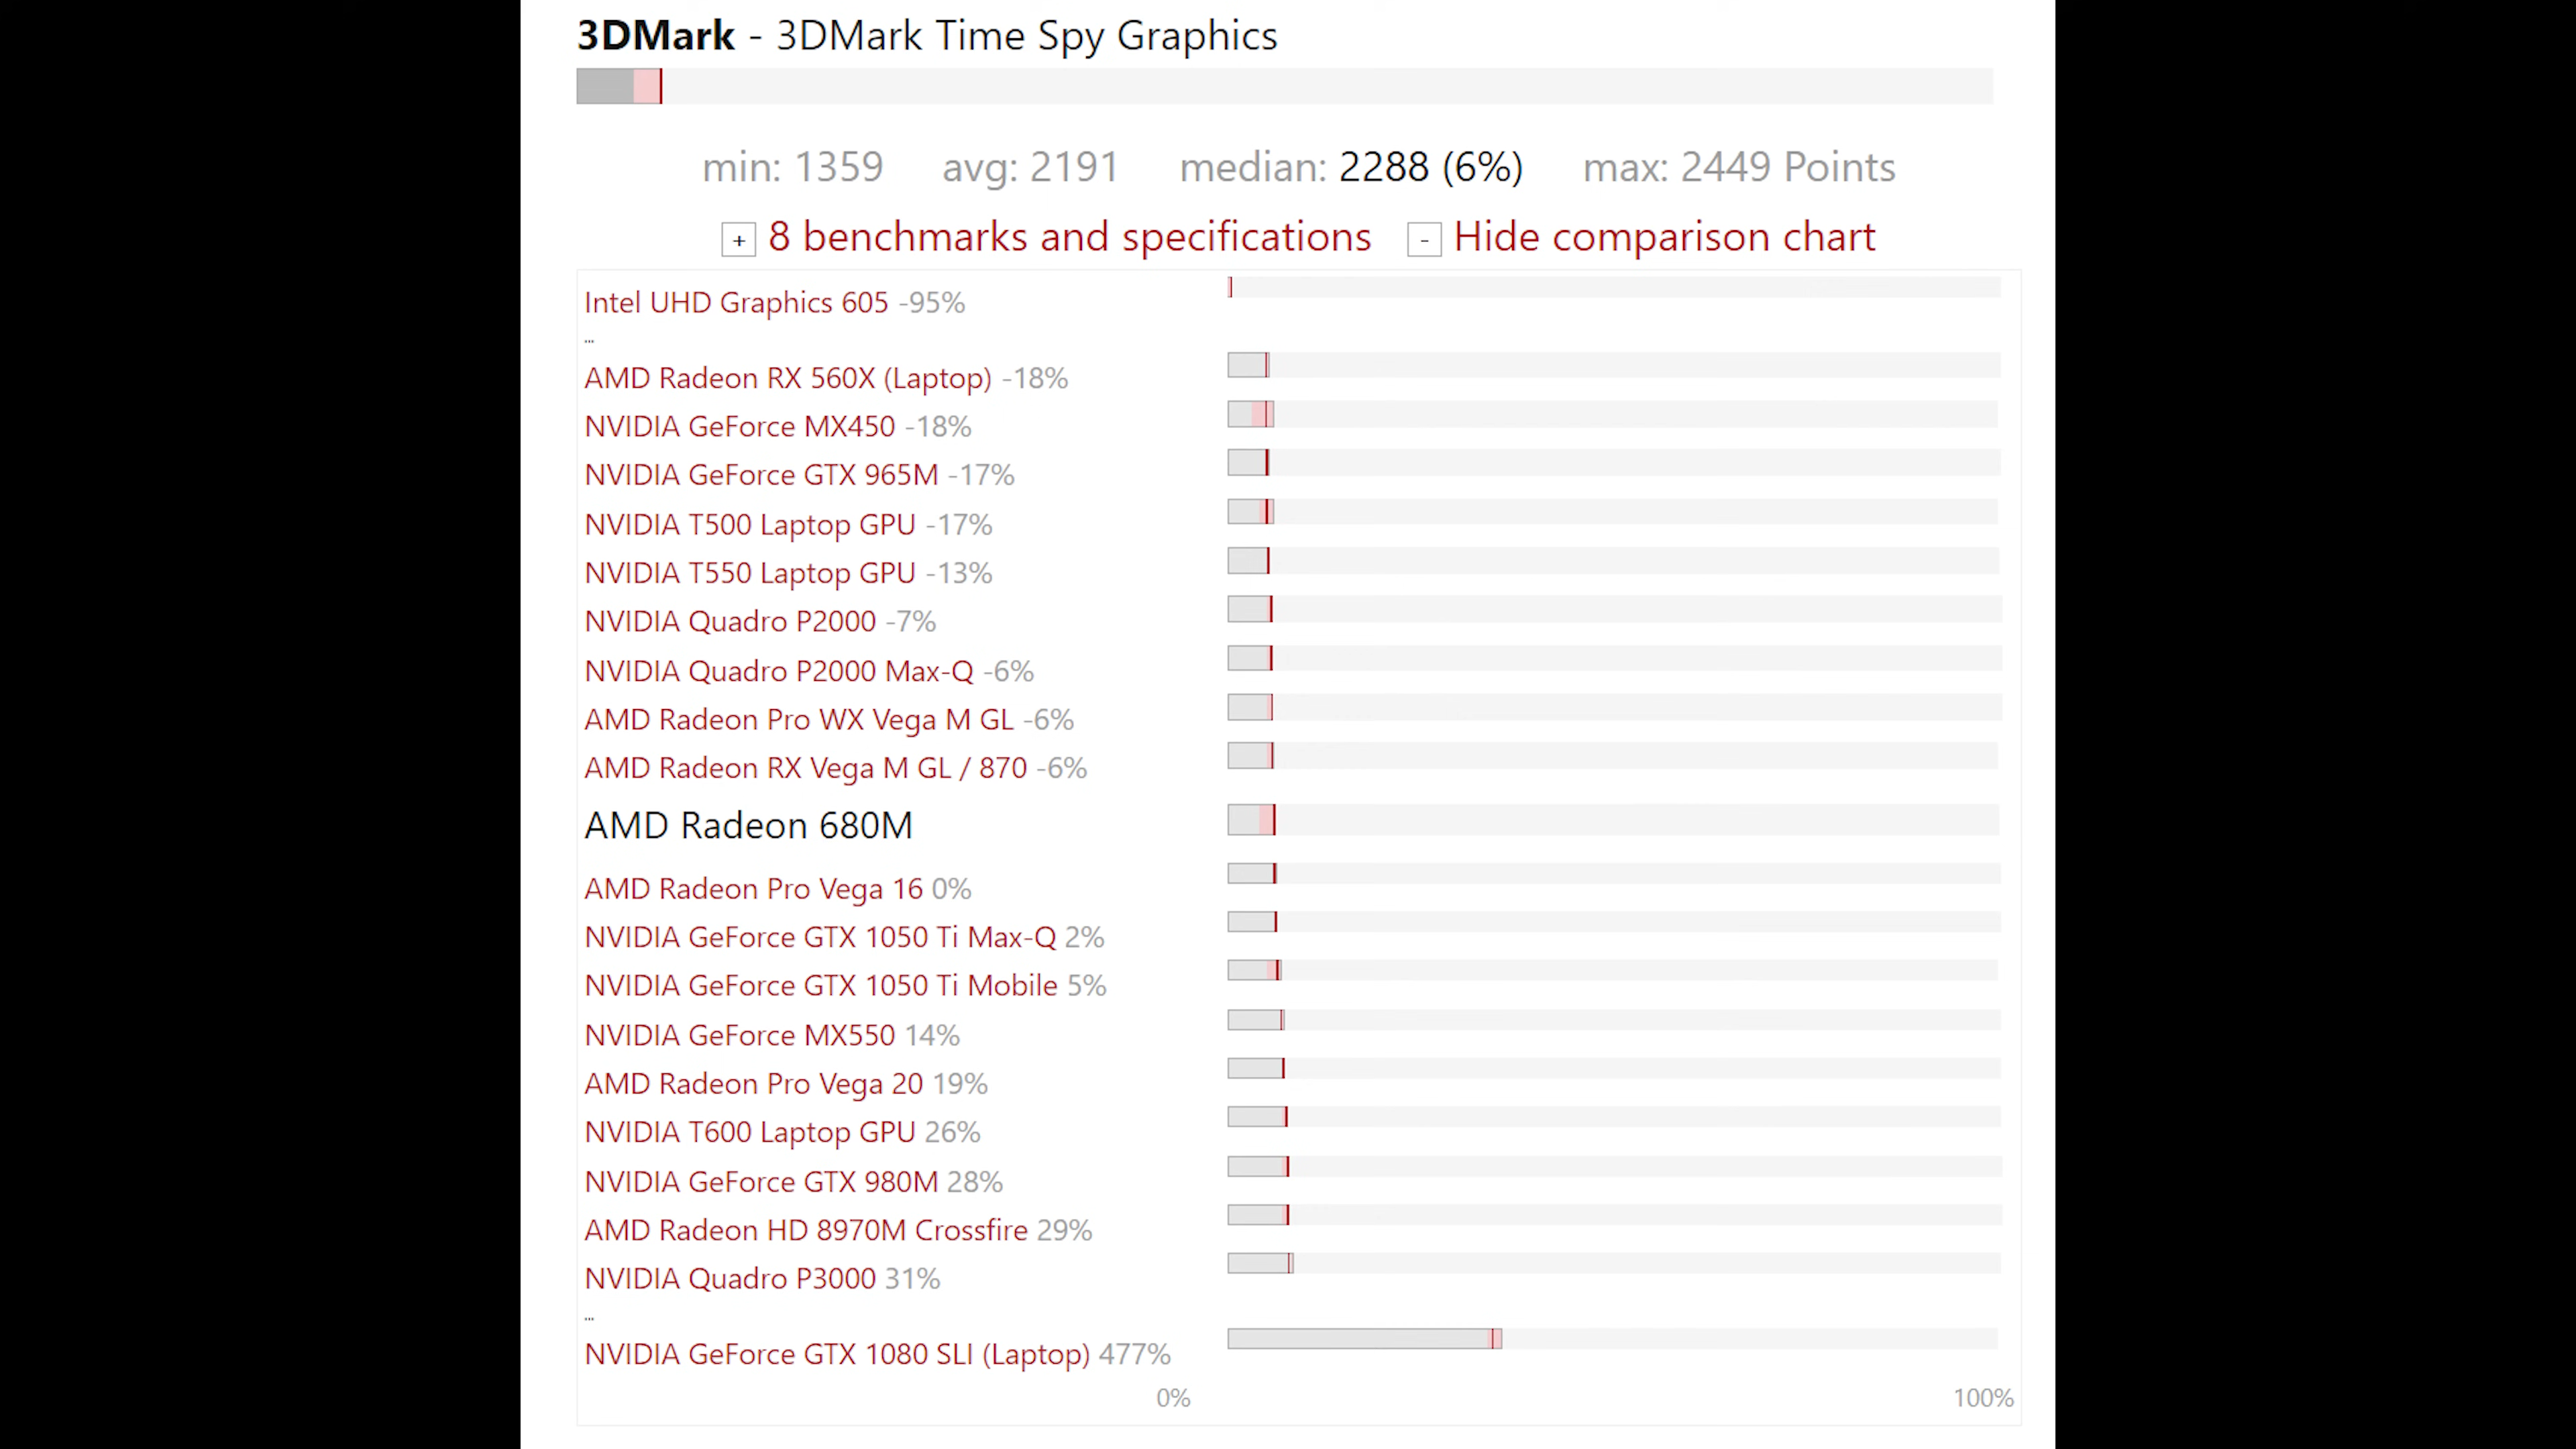 3DMark - 3DMark Time Spy Graphics
min: 1359 avg: 2191 median: 2288 (6%) max: 2449 Points
+ 8 benchmarks and specifications - Hide comparison chart
Intel UHD Graphics 605 -95%
...
AMD Radeon RX 560X (Laptop) -18%
NVIDIA GeForce MX450 -18%
NVIDIA GeForce GTX 965M -17%
NVIDIA T500 Laptop GPU -17%
NVIDIA T550 Laptop GPU -13%
NVIDIA Quadro P2000 -7%
NVIDIA Quadro P2000 Max-Q -6%
AMD Radeon Pro WX Vega M GL -6%
AMD Radeon RX Vega M GL / 870 -6%
AMD Radeon 680M
AMD Radeon Pro Vega 16 0%
NVIDIA GeForce GTX 1050 Ti Max-Q 2%
NVIDIA GeForce GTX 1050 Ti Mobile 5%
NVIDIA GeForce MX550 14%
AMD Radeon Pro Vega 20 19%
NVIDIA T600 Laptop GPU 26%
NVIDIA GeForce GTX 980M 28%
AMD Radeon HD 8970M Crossfire 29%
NVIDIA Quadro P3000 31%
...
NVIDIA GeForce GTX 1080 SLI (Laptop) 477%
0% 100%